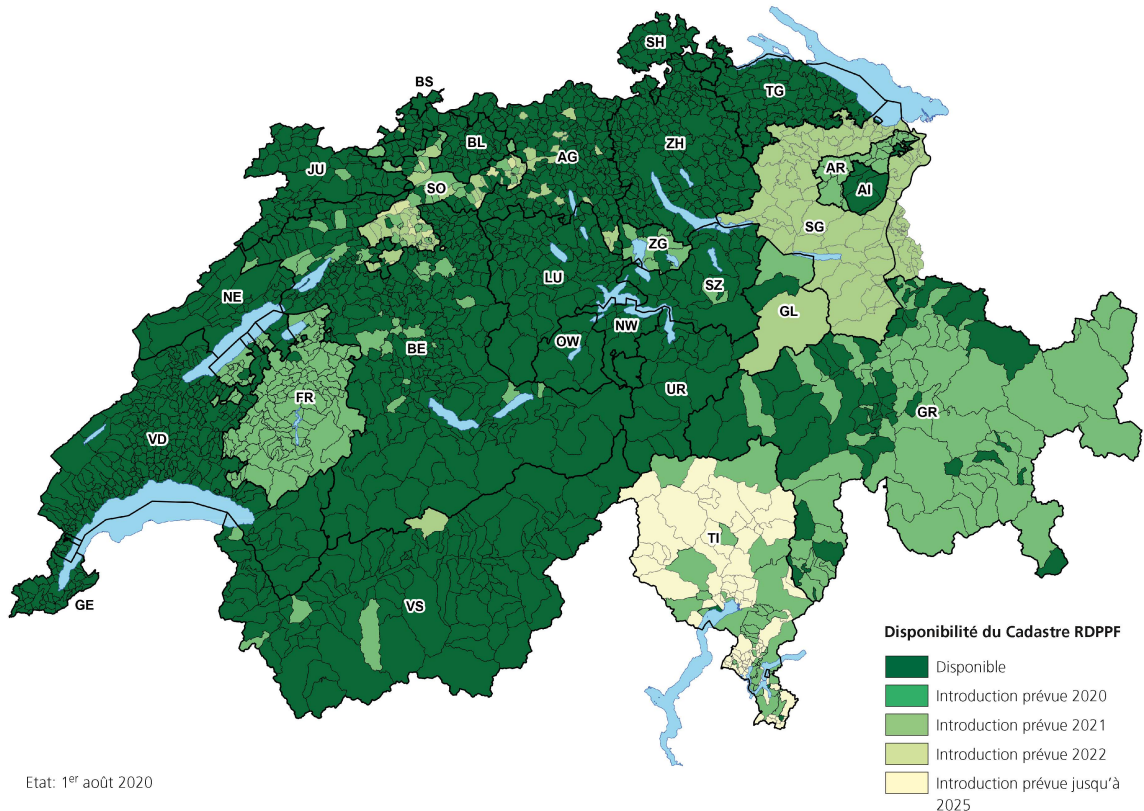 SH
BS
TG
BL
AG
ZH
JU
SO
AR
AI
SG
ZG
LU
SZ
NE
GL
NW
OW
BE
UR
FR
GR
VD
TI
VS
GE
Disponibilité du Cadastre RDPPF
Disponible
Introduction prévue 2020
Introduction prévue 2021
Introduction prévue 2022
Introduction prévue jusqu'à
2025
Etat: 1er août 2020